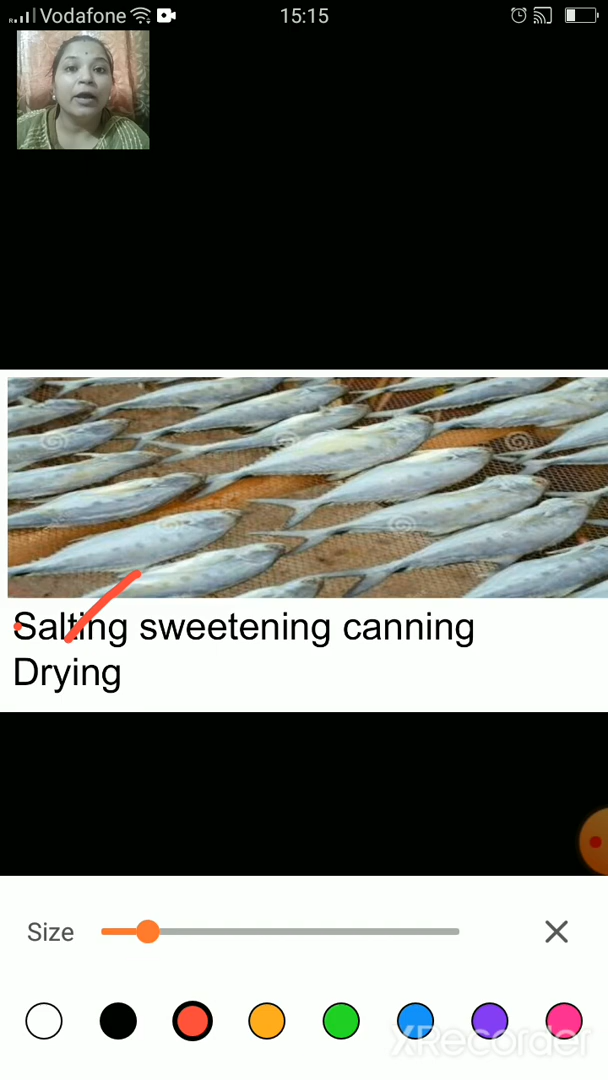 Vodafone 15:15
Salting sweetening canning
Drying
Size
XRecorder